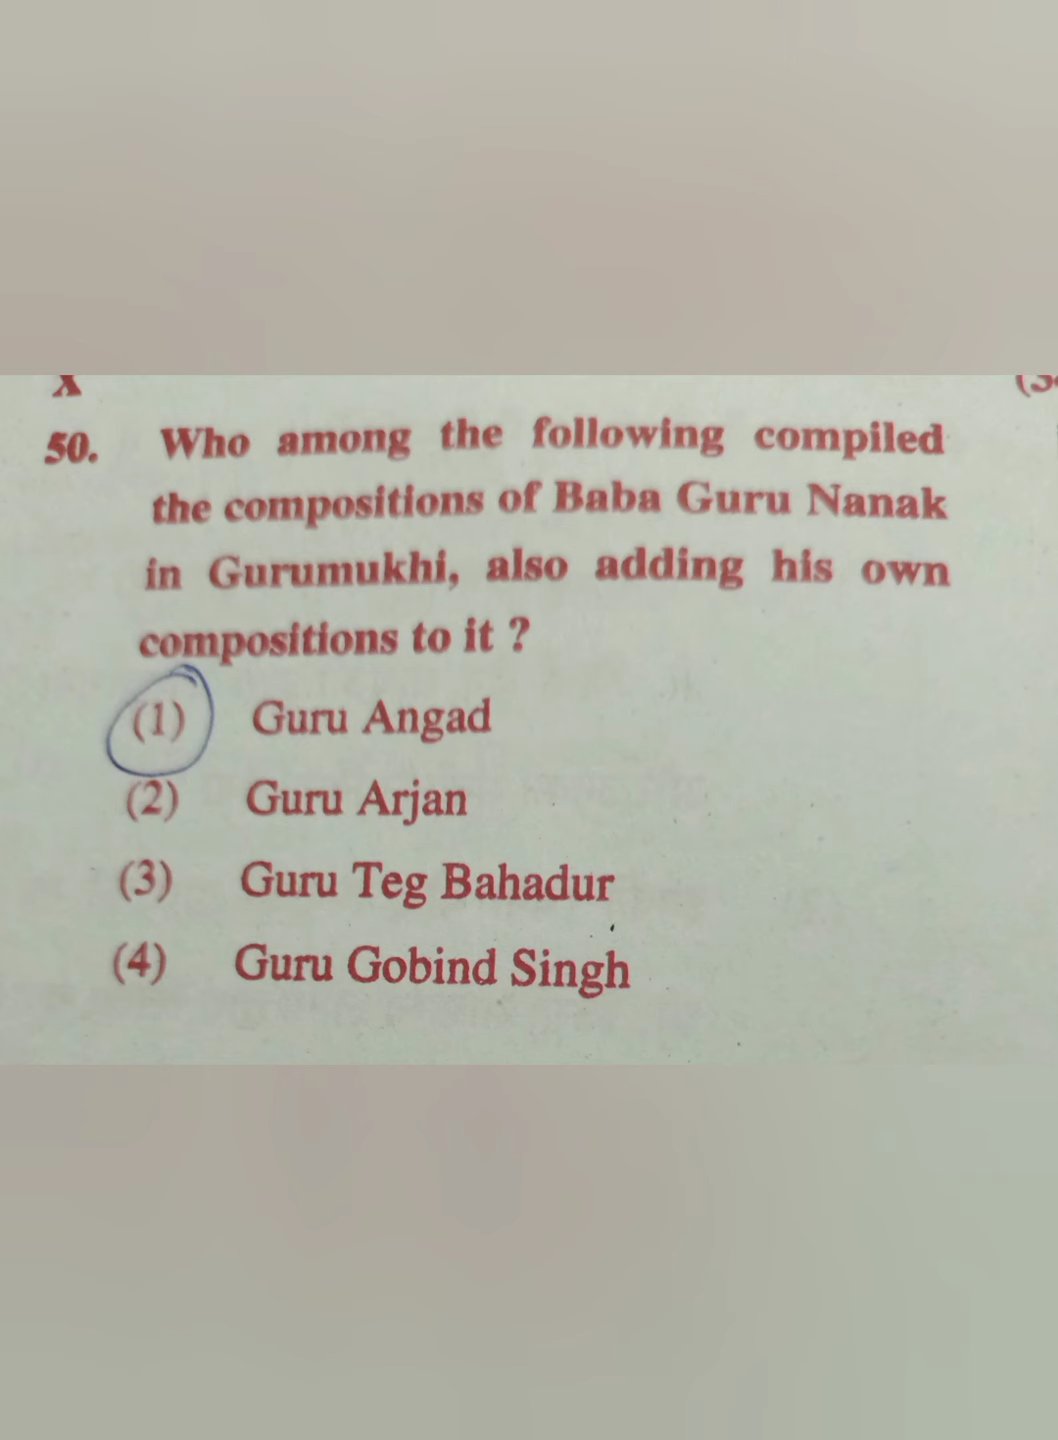 50. Who among the following compiled
the compositions of Baba Guru Nanak
in Gurumukhi, also adding his own
compositions to it ?
(1) Guru Angad
(2) Guru Arjan
(3) Guru Teg Bahadur
(4) Guru Gobind Singh